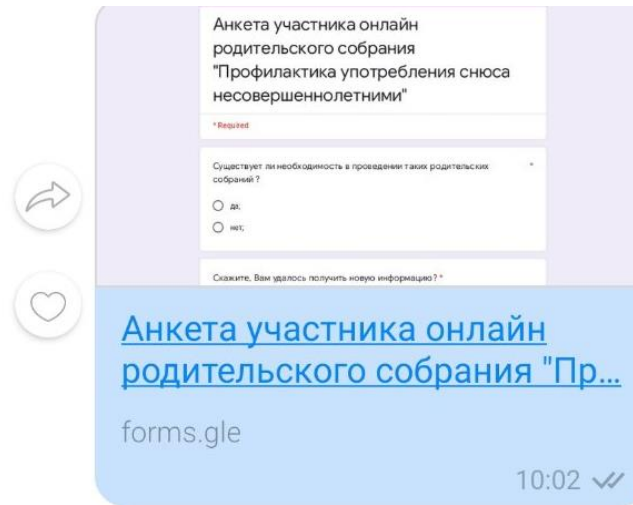 Анкета участника онлайн
родительского собрания
"Профилактика употребления снюса
несовершеннолетними"
* Required
Существует ли необходимость в проведении таких родительских *
собраний ?
да;
нет;
Скажите, Вам удалось получить новую информацию? *
Анкета участника онлайн
родительского собрания "Пр...
forms.gle
10:02